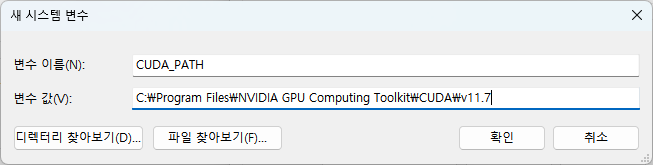 새 시스템 변수
변수 이름(N): CUDA_PATH
변수 값(V): C:₩Program Files₩NVIDIA GPU Computing Toolkit₩CUDA₩v11.7
디렉터리 찾아보기(D)... 파일 찾아보기(F)... 확인 취소